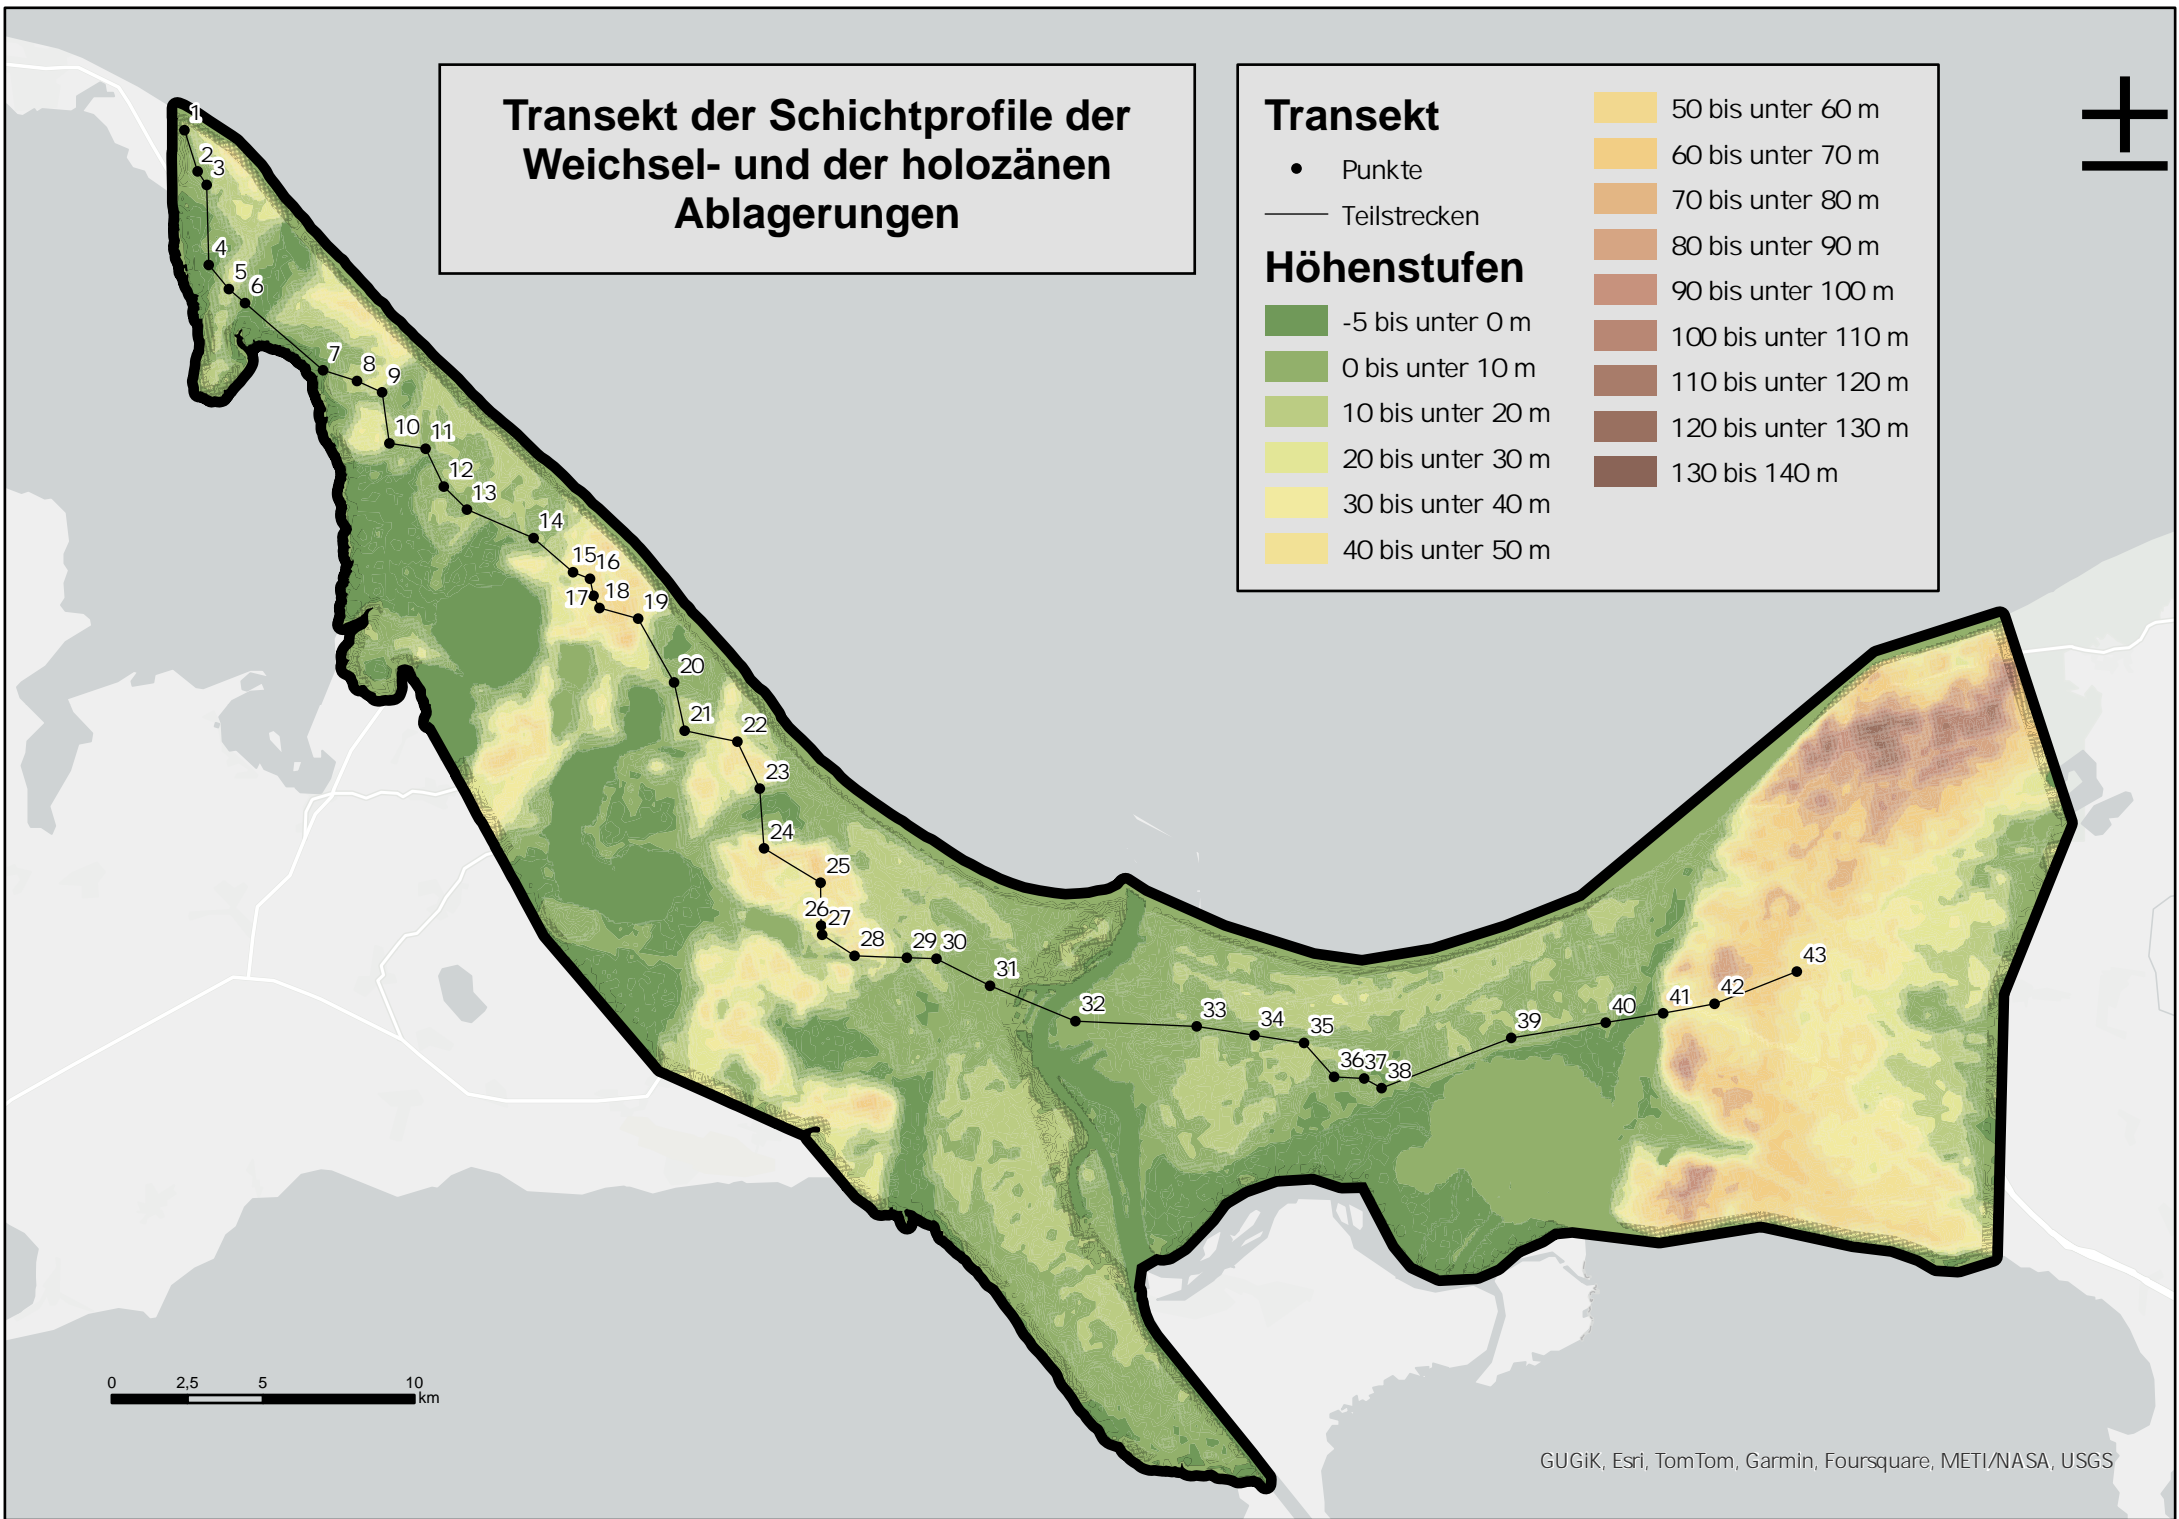 Transekt der Schichtprofile der
Weichsel- und der holozänen
Ablagerungen
Transekt
Punkte
Teilstrecken
Höhenstufen
-5 bis unter 0 m
0 bis unter 10 m
10 bis unter 20 m
20 bis unter 30 m
30 bis unter 40 m
40 bis unter 50 m
50 bis unter 60 m
60 bis unter 70 m
70 bis unter 80 m
80 bis unter 90 m
90 bis unter 100 m
100 bis unter 110 m
110 bis unter 120 m
120 bis unter 130 m
130 bis 140 m
1
2
3
4
5
6
7
8
9
10
11
12
13
14
15
16
17
18
19
20
21
22
23
24
25
26
27
28
29
30
31
32
33
34
35
36
37
38
39
40
41
42
43
0 2,5 5 10
km
GUGiK, Esri, TomTom, Garmin, Foursquare, METI/NASA, USGS